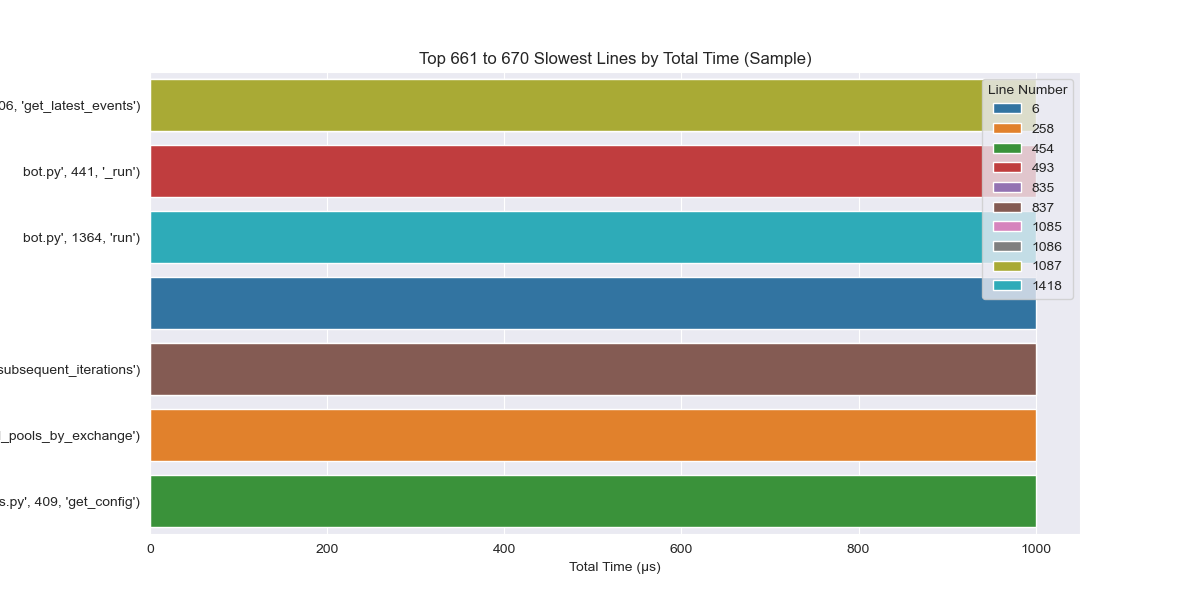 Top 661 to 670 Slowest Lines by Total Time (Sample)
06, 'get_latest_events')
bot.py', 441, '_run')
bot.py', 1364, 'run')
subsequent_iterations')
_pools_by_exchange')
s.py', 409, 'get_config')
0 200 400 600 800 1000
Total Time (μs)
Line Number
6
258
454
493
835
837
1085
1086
1087
1418